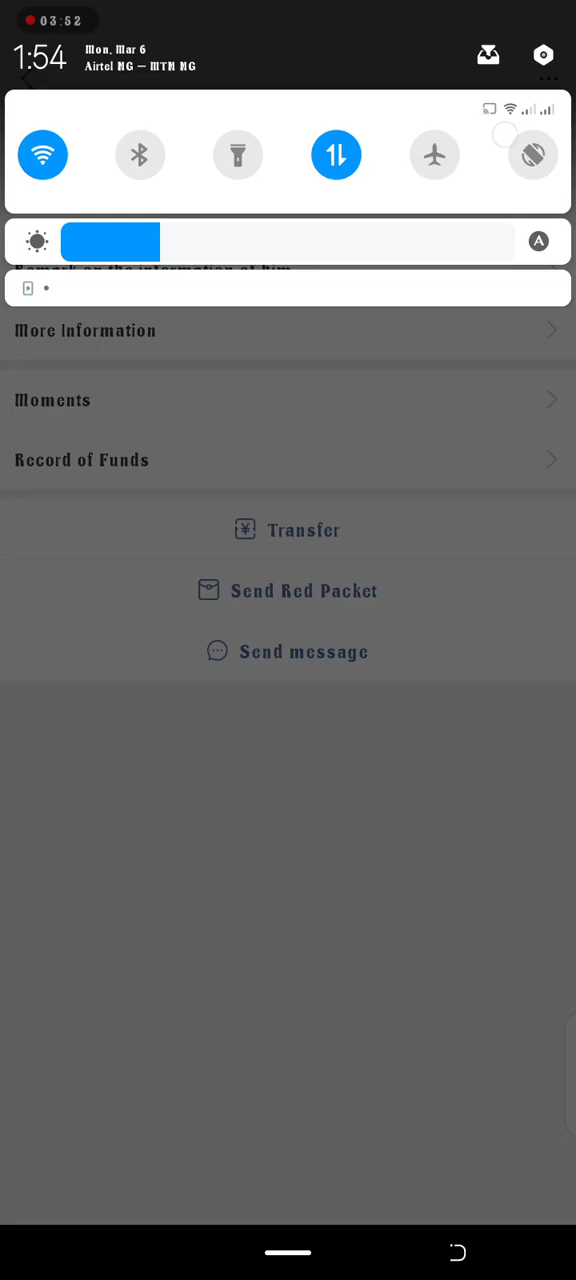 03:52
1:54
Mon, Mar 6
Airtel NG — MTN NG
A
Remark on the information of him
More Information
Moments
Record of Funds
Transfer
Send Red Packet
Send message